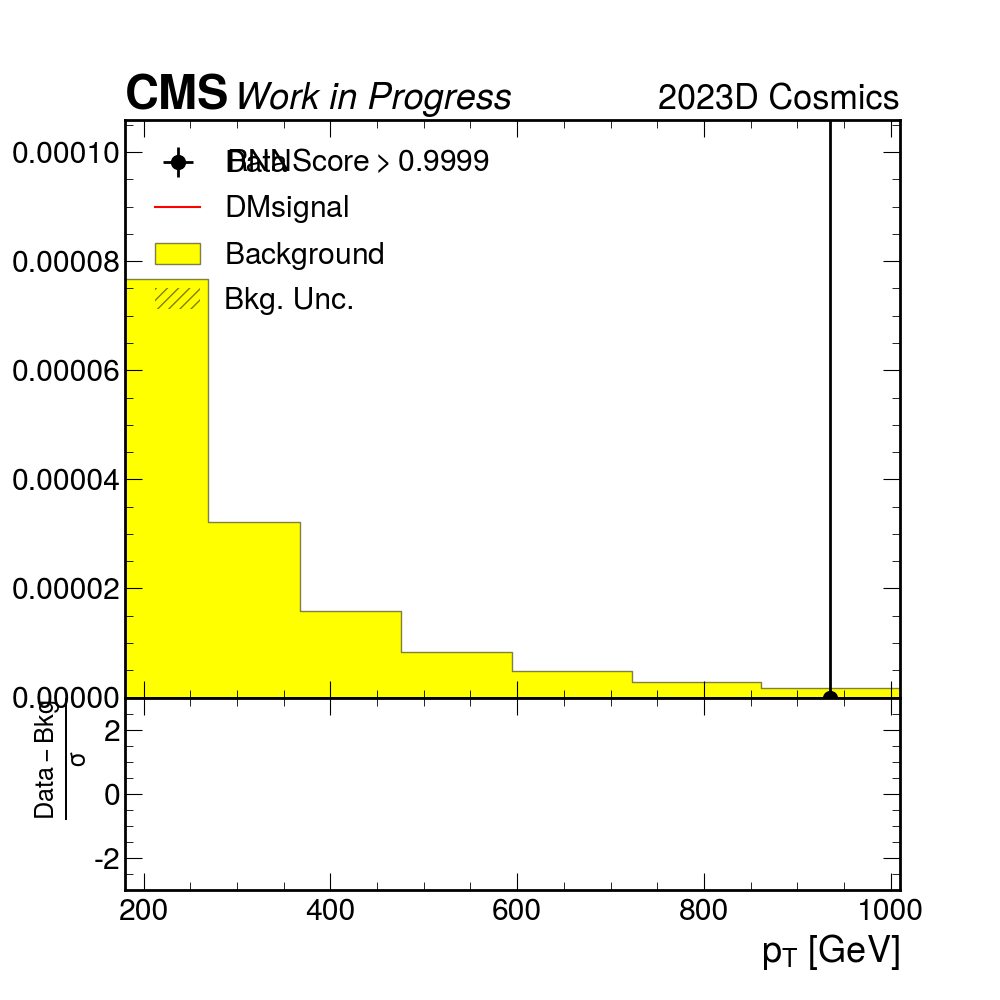 CMS Work in Progress 2023D Cosmics
0.00010
0.00008
0.00006
0.00004
0.00002
0.00000
Data
RNNScore > 0.9999
DMsignal
Background
Bkg. Unc.
Data – Bkg
σ
2
0
-2
200 400 600 800 1000
pT [GeV]